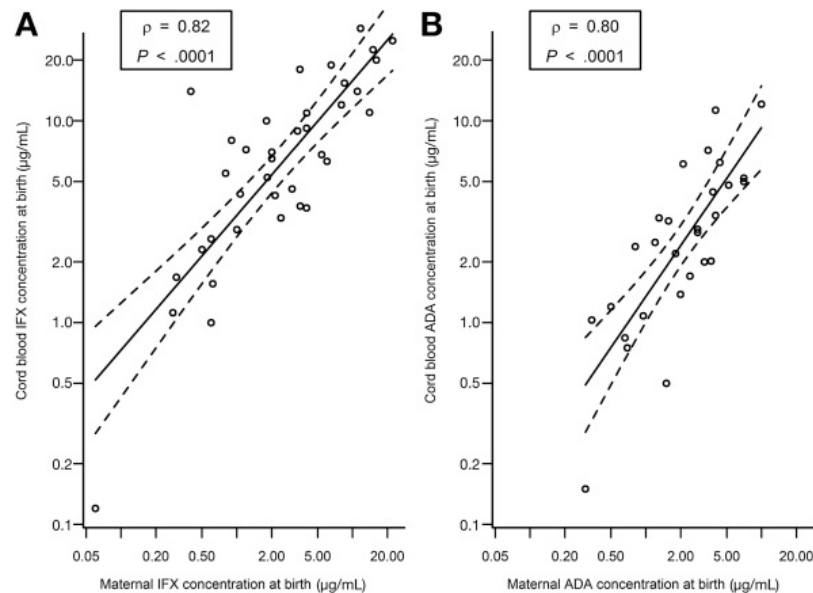 A
ρ = 0.82
P < .0001
Cord blood IFX concentration at birth (μg/mL)
20.0
10.0
5.0
2.0
1.0
0.5
0.2
0.1
0.05 0.20 0.50 2.00 5.00 20.00
Maternal IFX concentration at birth (μg/mL)
B
ρ = 0.80
P < .0001
Cord blood ADA concentration at birth (μg/mL)
20.0
10.0
5.0
2.0
1.0
0.5
0.2
0.1
0.05 0.20 0.50 2.00 5.00 20.00
Maternal ADA concentration at birth (μg/mL)